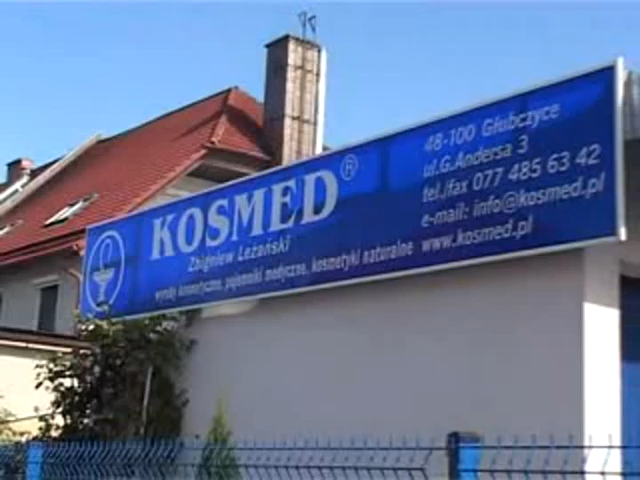 KOSMED®
Zbigniew Leżański
wyroby kosmetyczne, pojemniki medyczne, kosmetyki naturalne
48-100 Głubczyce
ul.G.Andersa 3
tel./fax 077 485 63 42
e-mail: info@kosmed.pl
www.kosmed.pl